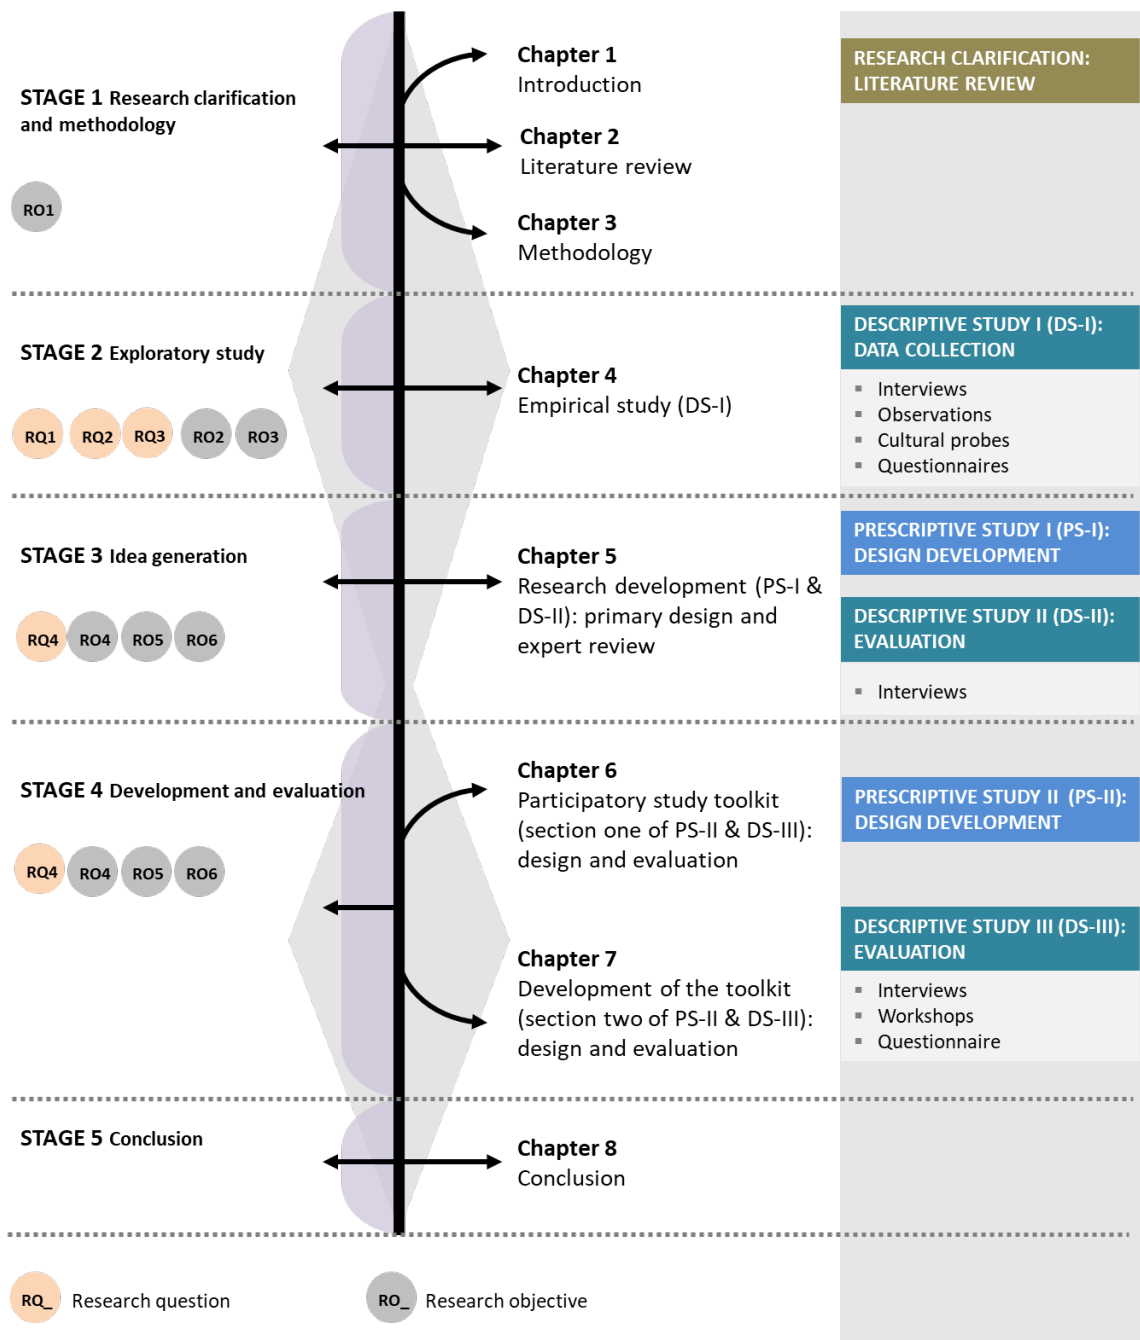 STAGE 1 Research clarification
and methodology
RO1
Chapter 1
Introduction
Chapter 2
Literature review
Chapter 3
Methodology
RESEARCH CLARIFICATION:
LITERATURE REVIEW
STAGE 2 Exploratory study
RQ1 RQ2 RQ3 RO2 RO3
Chapter 4
Empirical study (DS-I)
DESCRIPTIVE STUDY I (DS-I):
DATA COLLECTION
▪ Interviews
▪ Observations
▪ Cultural probes
▪ Questionnaires
STAGE 3 Idea generation
RQ4 RO4 RO5 RO6
Chapter 5
Research development (PS-I &
DS-II): primary design and
expert review
PRESCRIPTIVE STUDY I (PS-I):
DESIGN DEVELOPMENT
DESCRIPTIVE STUDY II (DS-II):
EVALUATION
▪ Interviews
STAGE 4 Development and evaluation
RQ4 RO4 RO5 RO6
Chapter 6
Participatory study toolkit
(section one of PS-II & DS-III):
design and evaluation
Chapter 7
Development of the toolkit
(section two of PS-II & DS-III):
design and evaluation
PRESCRIPTIVE STUDY II (PS-II):
DESIGN DEVELOPMENT
DESCRIPTIVE STUDY III (DS-III):
EVALUATION
▪ Interviews
▪ Workshops
▪ Questionnaire
STAGE 5 Conclusion
Chapter 8
Conclusion
RQ_ Research question
RO_ Research objective